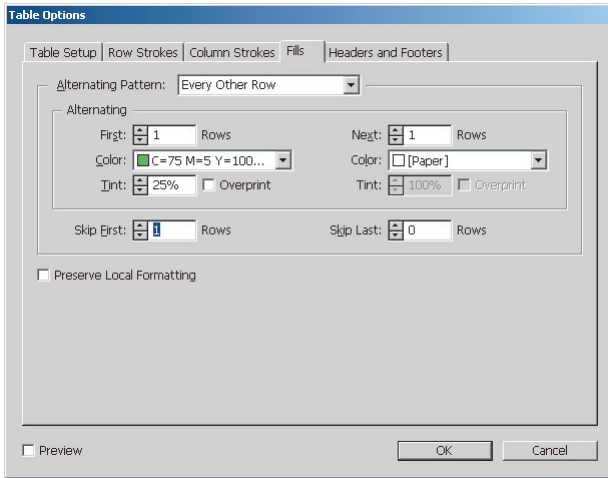 Table Options
Table Setup Row Strokes Column Strokes Fills Headers and Footers
Alternating Pattern: Every Other Row
Alternating
First: 1 Rows Next: 1 Rows
Color: C=75 M=5 Y=100... Color: [Paper]
Tint: 25% Overprint Tint: 100% Overprint
Skip First: 1 Rows Skip Last: 0 Rows
Preserve Local Formatting
Preview OK Cancel